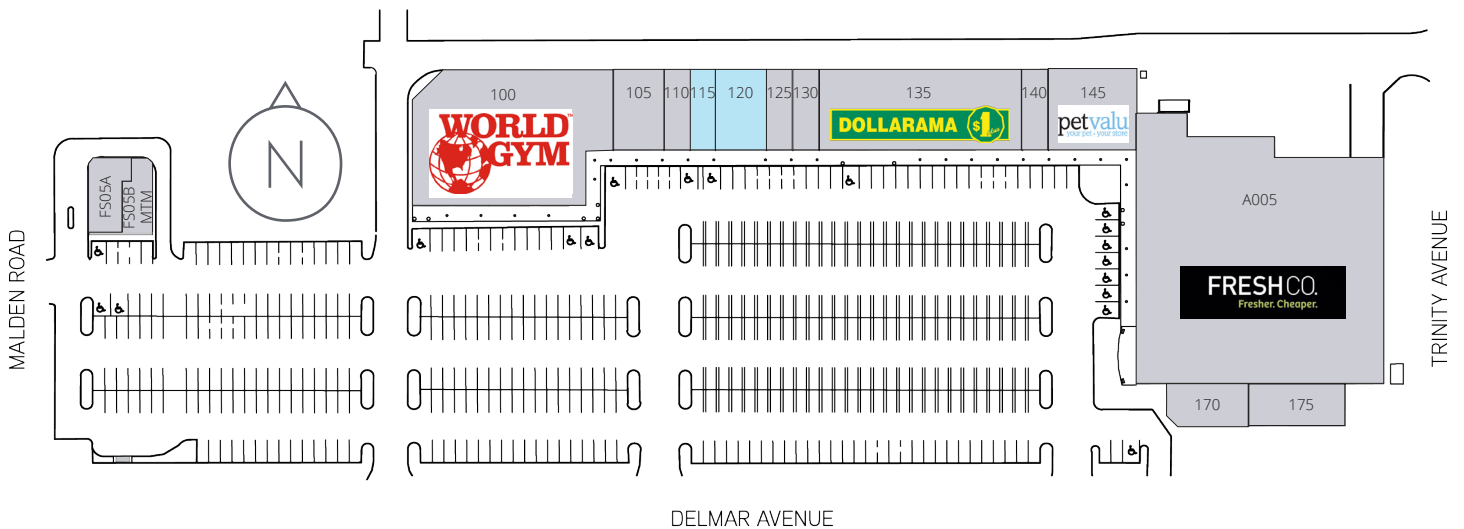 100
105
110
115
120
125
130
135
140
145
WORLD
GYM
DOLLARAMA
$1
petvalu
your pet • your store
N
FS05A
FS05B
MTM
A005
FRESHCO.
Fresher. Cheaper.
170
175
MALDEN ROAD
TRINITY AVENUE
DELMAR AVENUE